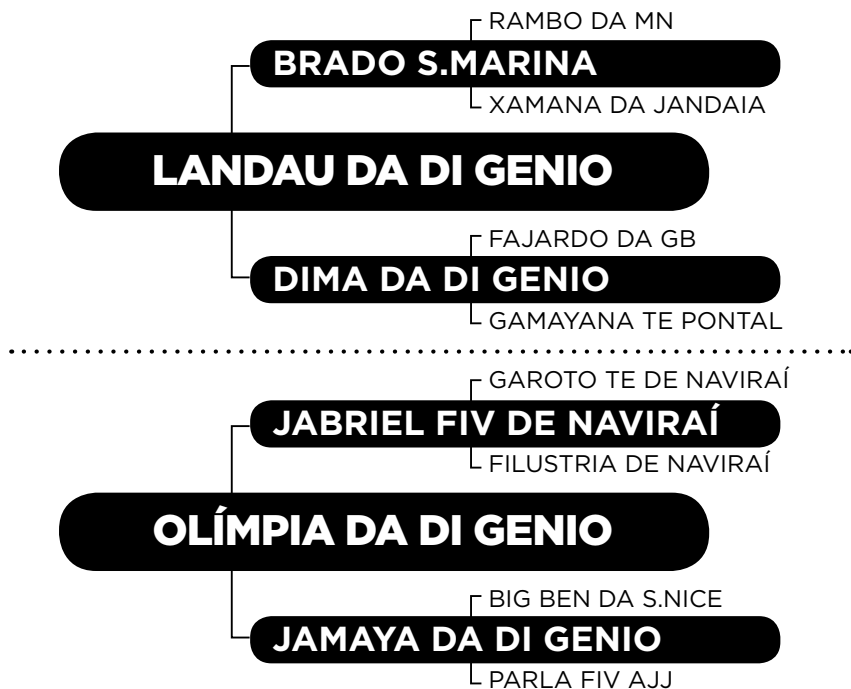 RAMBO DA MN
BRADO S.MARINA
XAMANA DA JANDAIA
LANDAU DA DI GENIO
FAJARDO DA GB
DIMA DA DI GENIO
GAMAYANA TE PONTAL
GAROTO TE DE NAVIRAÍ
JABRIEL FIV DE NAVIRAÍ
FILUSTRIA DE NAVIRAÍ
OLÍMPIA DA DI GENIO
BIG BEN DA S.NICE
JAMAYA DA DI GENIO
PARLA FIV AJJ